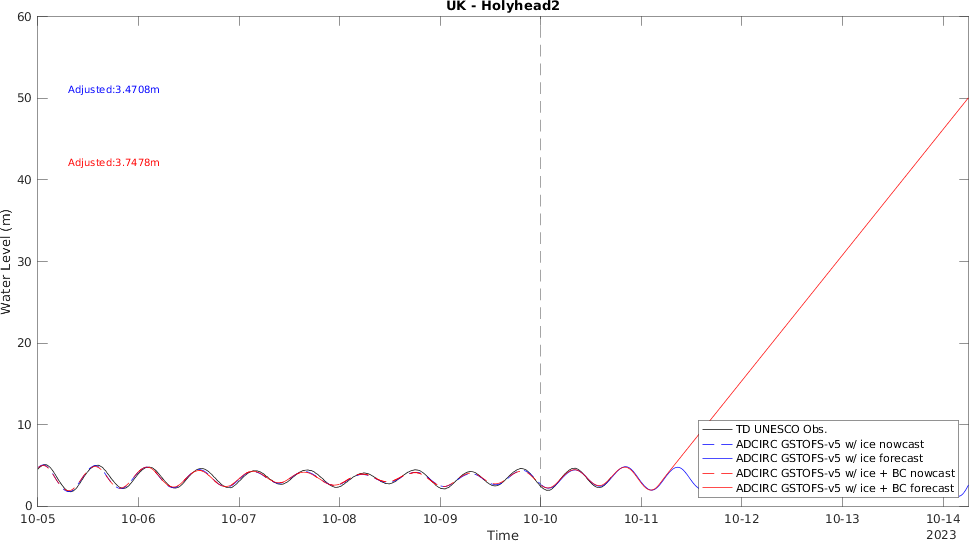 UK - Holyhead2
60
50
40
30
20
10
0
Water Level (m)
Adjusted:3.4708m
Adjusted:3.7478m
TD UNESCO Obs.
ADCIRC GSTOFS-v5 w/ ice nowcast
ADCIRC GSTOFS-v5 w/ ice forecast
ADCIRC GSTOFS-v5 w/ ice + BC nowcast
ADCIRC GSTOFS-v5 w/ ice + BC forecast
10-05 10-06 10-07 10-08 10-09 10-10 10-11 10-12 10-13 10-14
2023
Time